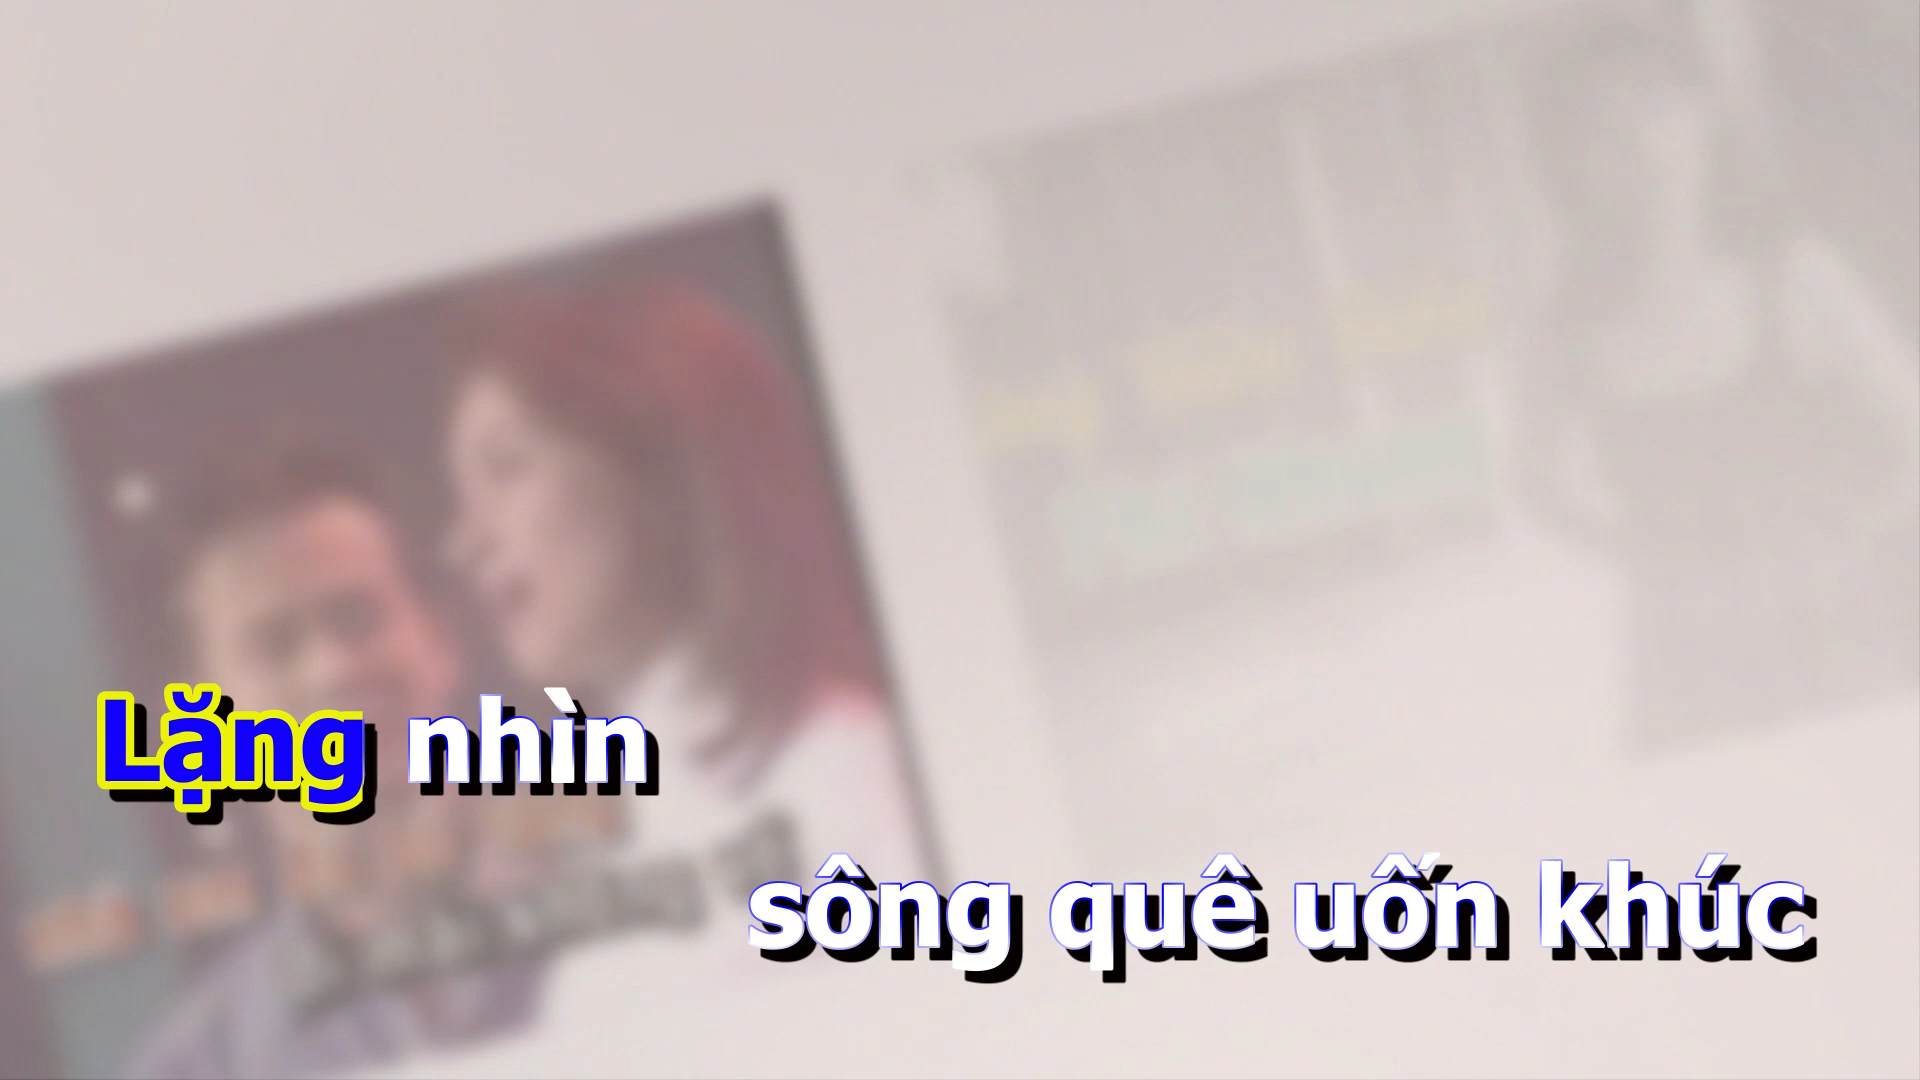 Lặng nhìn
sông quê uốn khúc